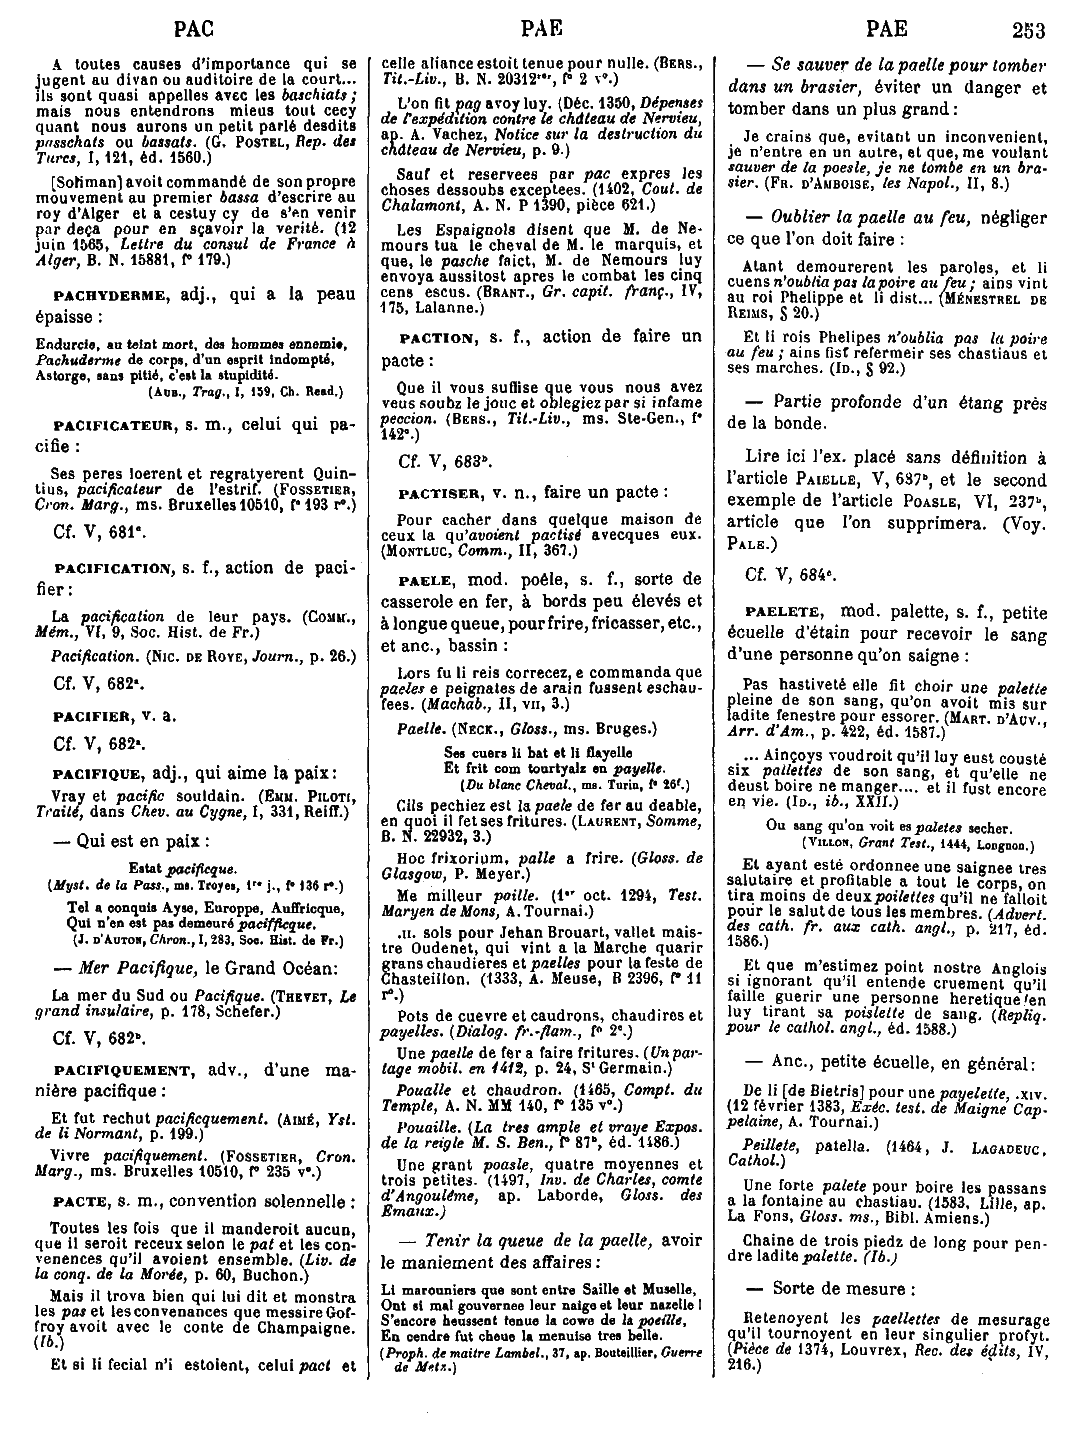 PAC
PAE
PAE
253
A toutes causes d'importance qui se
jugent au divan ou auditoire de la court...
ils sont quasi appelles avec les baschiats ;
mais nous entendrons mieus tout cecy
quant nous aurons un petit parlé desdits
passchats ou bassats. (G. POSTEL, Rep. des
Turcs, I, 121, éd. 1560.)
[Soliman] avoit commandé de son propre
mouvement au premier bassa d'escrire au
roy d'Alger et a cestuy cy de s'en venir
par deça pour en sçavoir la verité. (12
juin 1565, Lettre du consul de France à
Alger, B. N. 15881, f° 179.)
PACHYDERME, adj., qui a la peau
épaisse :
Endurcie, au teint mort, des hommes ennemie,
Pachuderme de corps, d'un esprit indompté,
Astorge, sans pitié, c'est la stupidité.
(AUB., Trag., I, 159, Ch. Read.)
PACIFICATEUR, s. m., celui qui pa-
cifie :
Ses peres loerent et regratyerent Quin-
tius, pacificateur de l'estrif. (FOSSETIER,
Cron. Marg., ms. Bruxelles 10510, f° 193 r°.)
Cf. V, 681ᶜ.
PACIFICATION, s. f., action de paci-
fier :
La pacification de leur pays. (COMM.,
Mém., VI, 9, Soc. Hist. de Fr.)
Pacification. (NIC. DE ROYE, Journ., p. 26.)
Cf. V, 682ᵃ.
PACIFIER, v. a.
Cf. V, 682ᵃ.
PACIFIQUE, adj., qui aime la paix :
Vray et pacific souldain. (EMM. PILOTI,
Traité, dans Chev. au Cygne, I, 331, Reiff.)
— Qui est en paix :
Estat pacificque.
(Myst. de la Pass., ms. Troyes, 1ʳᵉ j., f° 136 r°.)
Tel a conquis Ayse, Europpe, Auffricque,
Qui n'en est pas demeuré pacifficque.
(J. D'AUTON, Chron., I, 283, Soc. Hist. de Fr.)
— Mer Pacifique, le Grand Océan :
La mer du Sud ou Pacifique. (THEVET, Le
grand insulaire, p. 178, Schefer.)
Cf. V, 682ᵇ.
PACIFIQUEMENT, adv., d'une ma-
nière pacifique :
Et fut rechut pacificquement. (AIMÉ, Yst.
de li Normant, p. 199.)
Vivre pacifiquement. (FOSSETIER, Cron.
Marg., ms. Bruxelles 10510, f° 235 v°.)
PACTE, s. m., convention solennelle :
Toutes les fois que il manderoit aucun,
que il seroit receux selon le pat et les con-
venences qu'il avoient ensemble. (Liv. de
la conq. de la Morée, p. 60, Buchon.)
Mais il trova bien qui lui dit et monstra
les pas et les convenances que messire Gof-
froy avoit avec le conte de Champaigne.
(Ib.)
Et si li fecial n'i estoient, celui pact et
celle alliance estoit tenue pour nulle. (BERS.,
Tit.-Liv., B. N. 20312ᵗᵉʳ, f° 2 v°.)
L'on fit pag avoy luy. (Déc. 1350, Dépenses
de l'expédition contre le château de Nervieu,
ap. A. Vachez, Notice sur la destruction du
château de Nervieu, p. 9.)
Sauf et reservees par pac expres les
choses dessoubs exceptees. (1402, Cout. de
Chalamont, A. N. P 1390, pièce 621.)
Les Espaignols disent que M. de Ne-
mours tua le cheval de M. le marquis, et
que, le pasche faict, M. de Nemours luy
envoya aussitost apres le combat les cinq
cens escus. (BRANT., Gr. capit. franç., IV,
175, Lalanne.)
PACTION, s. f., action de faire un
pacte :
Que il vous suffise que vous nous avez
veus soubz le jouc et oblegiez par si infame
peccion. (BERS., Tit.-Liv., ms. Ste-Gen., f°
142ᵉ.)
Cf. V, 683ᵇ.
PACTISER, v. n., faire un pacte :
Pour cacher dans quelque maison de
ceux la qu'avoient pactisé avecques eux.
(MONTLUC, Comm., II, 367.)
PAELE, mod. poêle, s. f., sorte de
casserole en fer, à bords peu élevés et
à longue queue, pour frire, fricasser, etc.,
et anc., bassin :
Lors fu li reis correcez, e commanda que
paeles e peignates de arain fussent eschau-
fees. (Machab., II, VII, 3.)
Paelle. (NECK., Gloss., ms. Bruges.)
Ses cuers li bat et li flayelle
Et frit com tourtyalz en payelle.
(Du blanc Cheval., ms. Turin, f° 26ᶠ.)
Cils pechiez est la paele de fer au deable,
en quoi il fet ses fritures. (LAURENT, Somme,
B. N. 22932, 3.)
Hoc frixorium, palle a frire. (Gloss. de
Glasgow, P. Meyer.)
Me milleur poille. (1ᵉʳ oct. 1294, Test.
Maryen de Mons, A. Tournai.)
.II. sols pour Jehan Brouart, vallet mais-
tre Oudenet, qui vint a la Marche quarir
grans chaudieres et paelles pour la feste de
Chasteillon. (1333, A. Meuse, B 2396, f° 11
r°.)
Pots de cuevre et caudrons, chaudires et
payelles. (Dialog. fr.-flam., f° 2ᶜ.)
Une paelle de fer a faire fritures. (Un par-
tage mobil. en 1412, p. 24, Sᵗ Germain.)
Poualle et chaudron. (1465, Compt. du
Temple, A. N. MM 140, f° 135 v°.)
Pouaille. (La tres ample et vraye Expos.
de la reigle M. S. Ben., f° 87ᵇ, éd. 1486.)
Une grant poasle, quatre moyennes et
trois petites. (1497, Inv. de Charles, comte
d'Angoulême, ap. Laborde, Gloss. des
Emaux.)
— Tenir la queue de la paelle, avoir
le maniement des affaires :
Li marouniers que sont entre Saille et Muselle,
Ont si mal gouvernee leur naige et leur nazelle !
S'encore heussent tenue la cowe de la poeille,
En cendre fut cheue la menuise tres belle.
(Proph. de maitre Lambel., 37, ap. Bouteillier, Guerre
de Metz.)
— Se sauver de la paelle pour tomber
dans un brasier, éviter un danger et
tomber dans un plus grand :
Je crains que, evitant un inconvenient,
je n'entre en un autre, et que, me voulant
sauver de la poesle, je ne tombe en un bra-
sier. (FR. D'AMBOISE, les Napol., II, 8.)
— Oublier la paelle au feu, négliger
ce que l'on doit faire :
Atant demourerent les paroles, et li
cuens n'oublia pas la poire au feu ; ains vint
au roi Phelippe et li dist... (MÉNESTREL DE
REIMS, § 20.)
Et li rois Phelipes n'oublia pas la poire
au feu ; ains fist refermeir ses chastiaus et
ses marches. (ID., § 92.)
— Partie profonde d'un étang près
de la bonde.
Lire ici l'ex. placé sans définition à
l'article PAIELLE, V, 687ᵇ, et le second
exemple de l'article POASLE, VI, 237ᵇ,
article que l'on supprimera. (Voy.
PALE.)
Cf. V, 684ᶜ.
PAELETE, mod. palette, s. f., petite
écuelle d'étain pour recevoir le sang
d'une personne qu'on saigne :
Pas hastiveté elle fit choir une palette
pleine de son sang, qu'on avoit mis sur
ladite fenestre pour essorer. (MART. D'AUV.,
Arr. d'Am., p. 422, éd. 1587.)
... Ainçoys voudroit qu'il luy eust cousté
six pallettes de son sang, et qu'elle ne
deust boire ne manger.... et il fust encore
en vie. (ID., ib., XXII.)
Ou sang qu'on voit es paletes secher.
(VILLON, Grant Test., 1444, Longnon.)
Et ayant esté ordonnee une saignee tres
salutaire et profitable a tout le corps, on
tira moins de deux poilettes qu'il ne falloit
pour le salut de tous les membres. (Advert.
des cath. fr. aux cath. angl., p. 217, éd.
1586.)
Et que m'estimez point nostre Anglois
si ignorant qu'il entende cruement qu'il
faille guerir une personne heretique en
luy tirant sa poislette de sang. (Repliq.
pour le cathol. angl., éd. 1588.)
— Anc., petite écuelle, en général :
De li [de Bietris] pour une payelette, .XIV.
(12 février 1383, Exéc. test. de Maigne Cap-
pelaine, A. Tournai.)
Peillete, patella. (1464, J. LAGADEUC,
Cathol.)
Une forte palete pour boire les passans
a la fontaine au chastiau. (1583, Lille, ap.
La Fons, Gloss. ms., Bibl. Amiens.)
Chaine de trois piedz de long pour pen-
dre ladite palette. (Ib.)
— Sorte de mesure :
Retenoyent les paellettes de mesurage
qu'il tournoyent en leur singulier profyt.
(Pièce de 1374, Louvrex, Rec. des édits, IV,
216.)